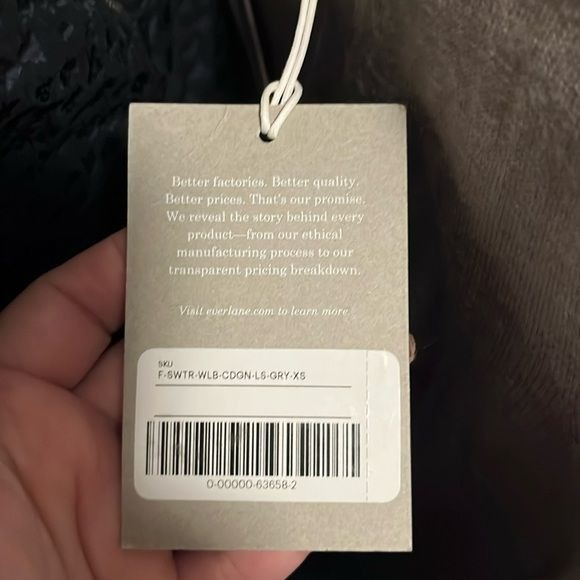 Better factories. Better quality.
Better prices. That's our promise.
We reveal the story behind every
product—from our ethical
manufacturing process to our
transparent pricing breakdown.
Visit everlane.com to learn more.
SKU
F-SWTR-WLB-CDGN-LS-GRY-XS
0-00000-63658-2